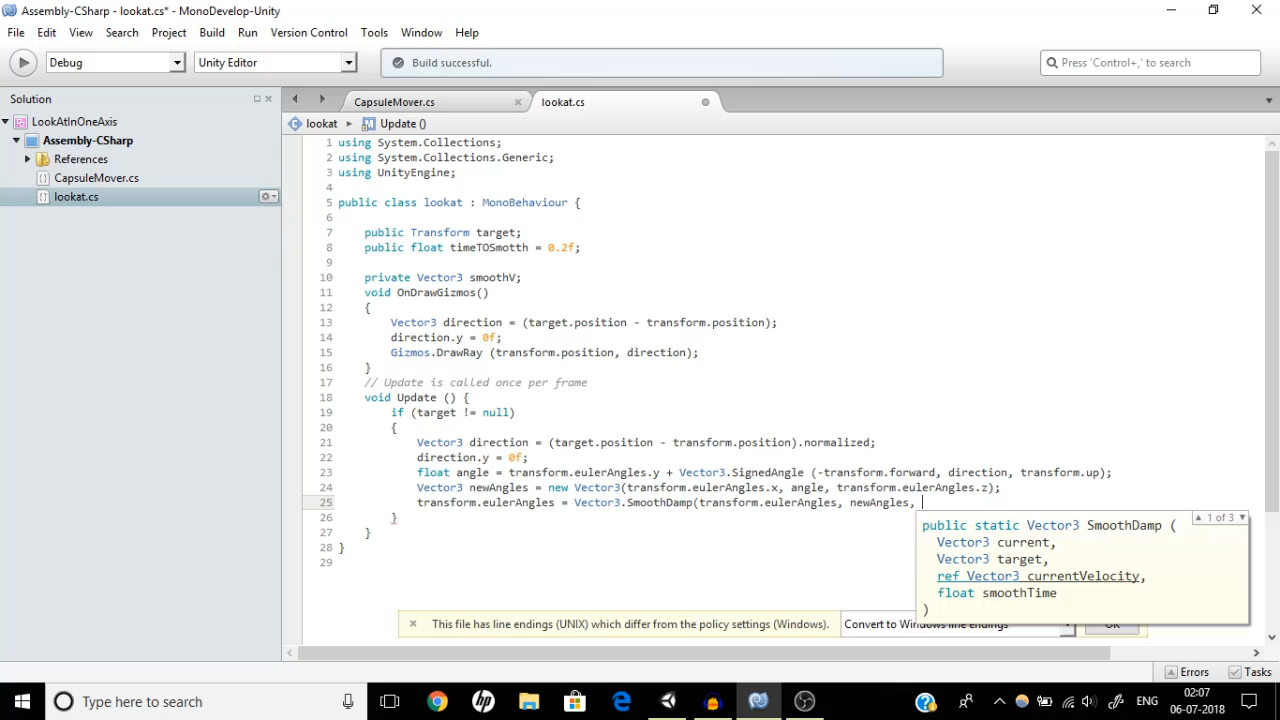 Assembly-CSharp - lookat.cs* - MonoDevelop-Unity
File Edit View Search Project Build Run Version Control Tools Window Help
Debug Unity Editor Build successful. Press 'Control+,' to search
Solution
LookAtInOneAxis
Assembly-CSharp
References
CapsuleMover.cs
lookat.cs
CapsuleMover.cs lookat.cs
lookat Update ()
1 using System.Collections;
2 using System.Collections.Generic;
3 using UnityEngine;
4
5 public class lookat : MonoBehaviour {
6
7 public Transform target;
8 public float timeTOSmotth = 0.2f;
9
10 private Vector3 smoothV;
11 void OnDrawGizmos()
12 {
13 Vector3 direction = (target.position - transform.position);
14 direction.y = 0f;
15 Gizmos.DrawRay (transform.position, direction);
16 }
17 // Update is called once per frame
18 void Update () {
19 if (target != null)
20 {
21 Vector3 direction = (target.position - transform.position).normalized;
22 direction.y = 0f;
23 float angle = transform.eulerAngles.y + Vector3.SignedAngle (-transform.forward, direction, transform.up);
24 Vector3 newAngles = new Vector3(transform.eulerAngles.x, angle, transform.eulerAngles.z);
25 transform.eulerAngles = Vector3.SmoothDamp(transform.eulerAngles, newAngles,
26 }
27 }
28 }
29
1 of 3
public static Vector3 SmoothDamp (
Vector3 current,
Vector3 target,
ref Vector3 currentVelocity,
float smoothTime
)
This file has line endings (UNIX) which differ from the policy settings (Windows). Convert to Windows line endings OK
Errors Tasks
Type here to search
ENG
02:07
06-07-2018